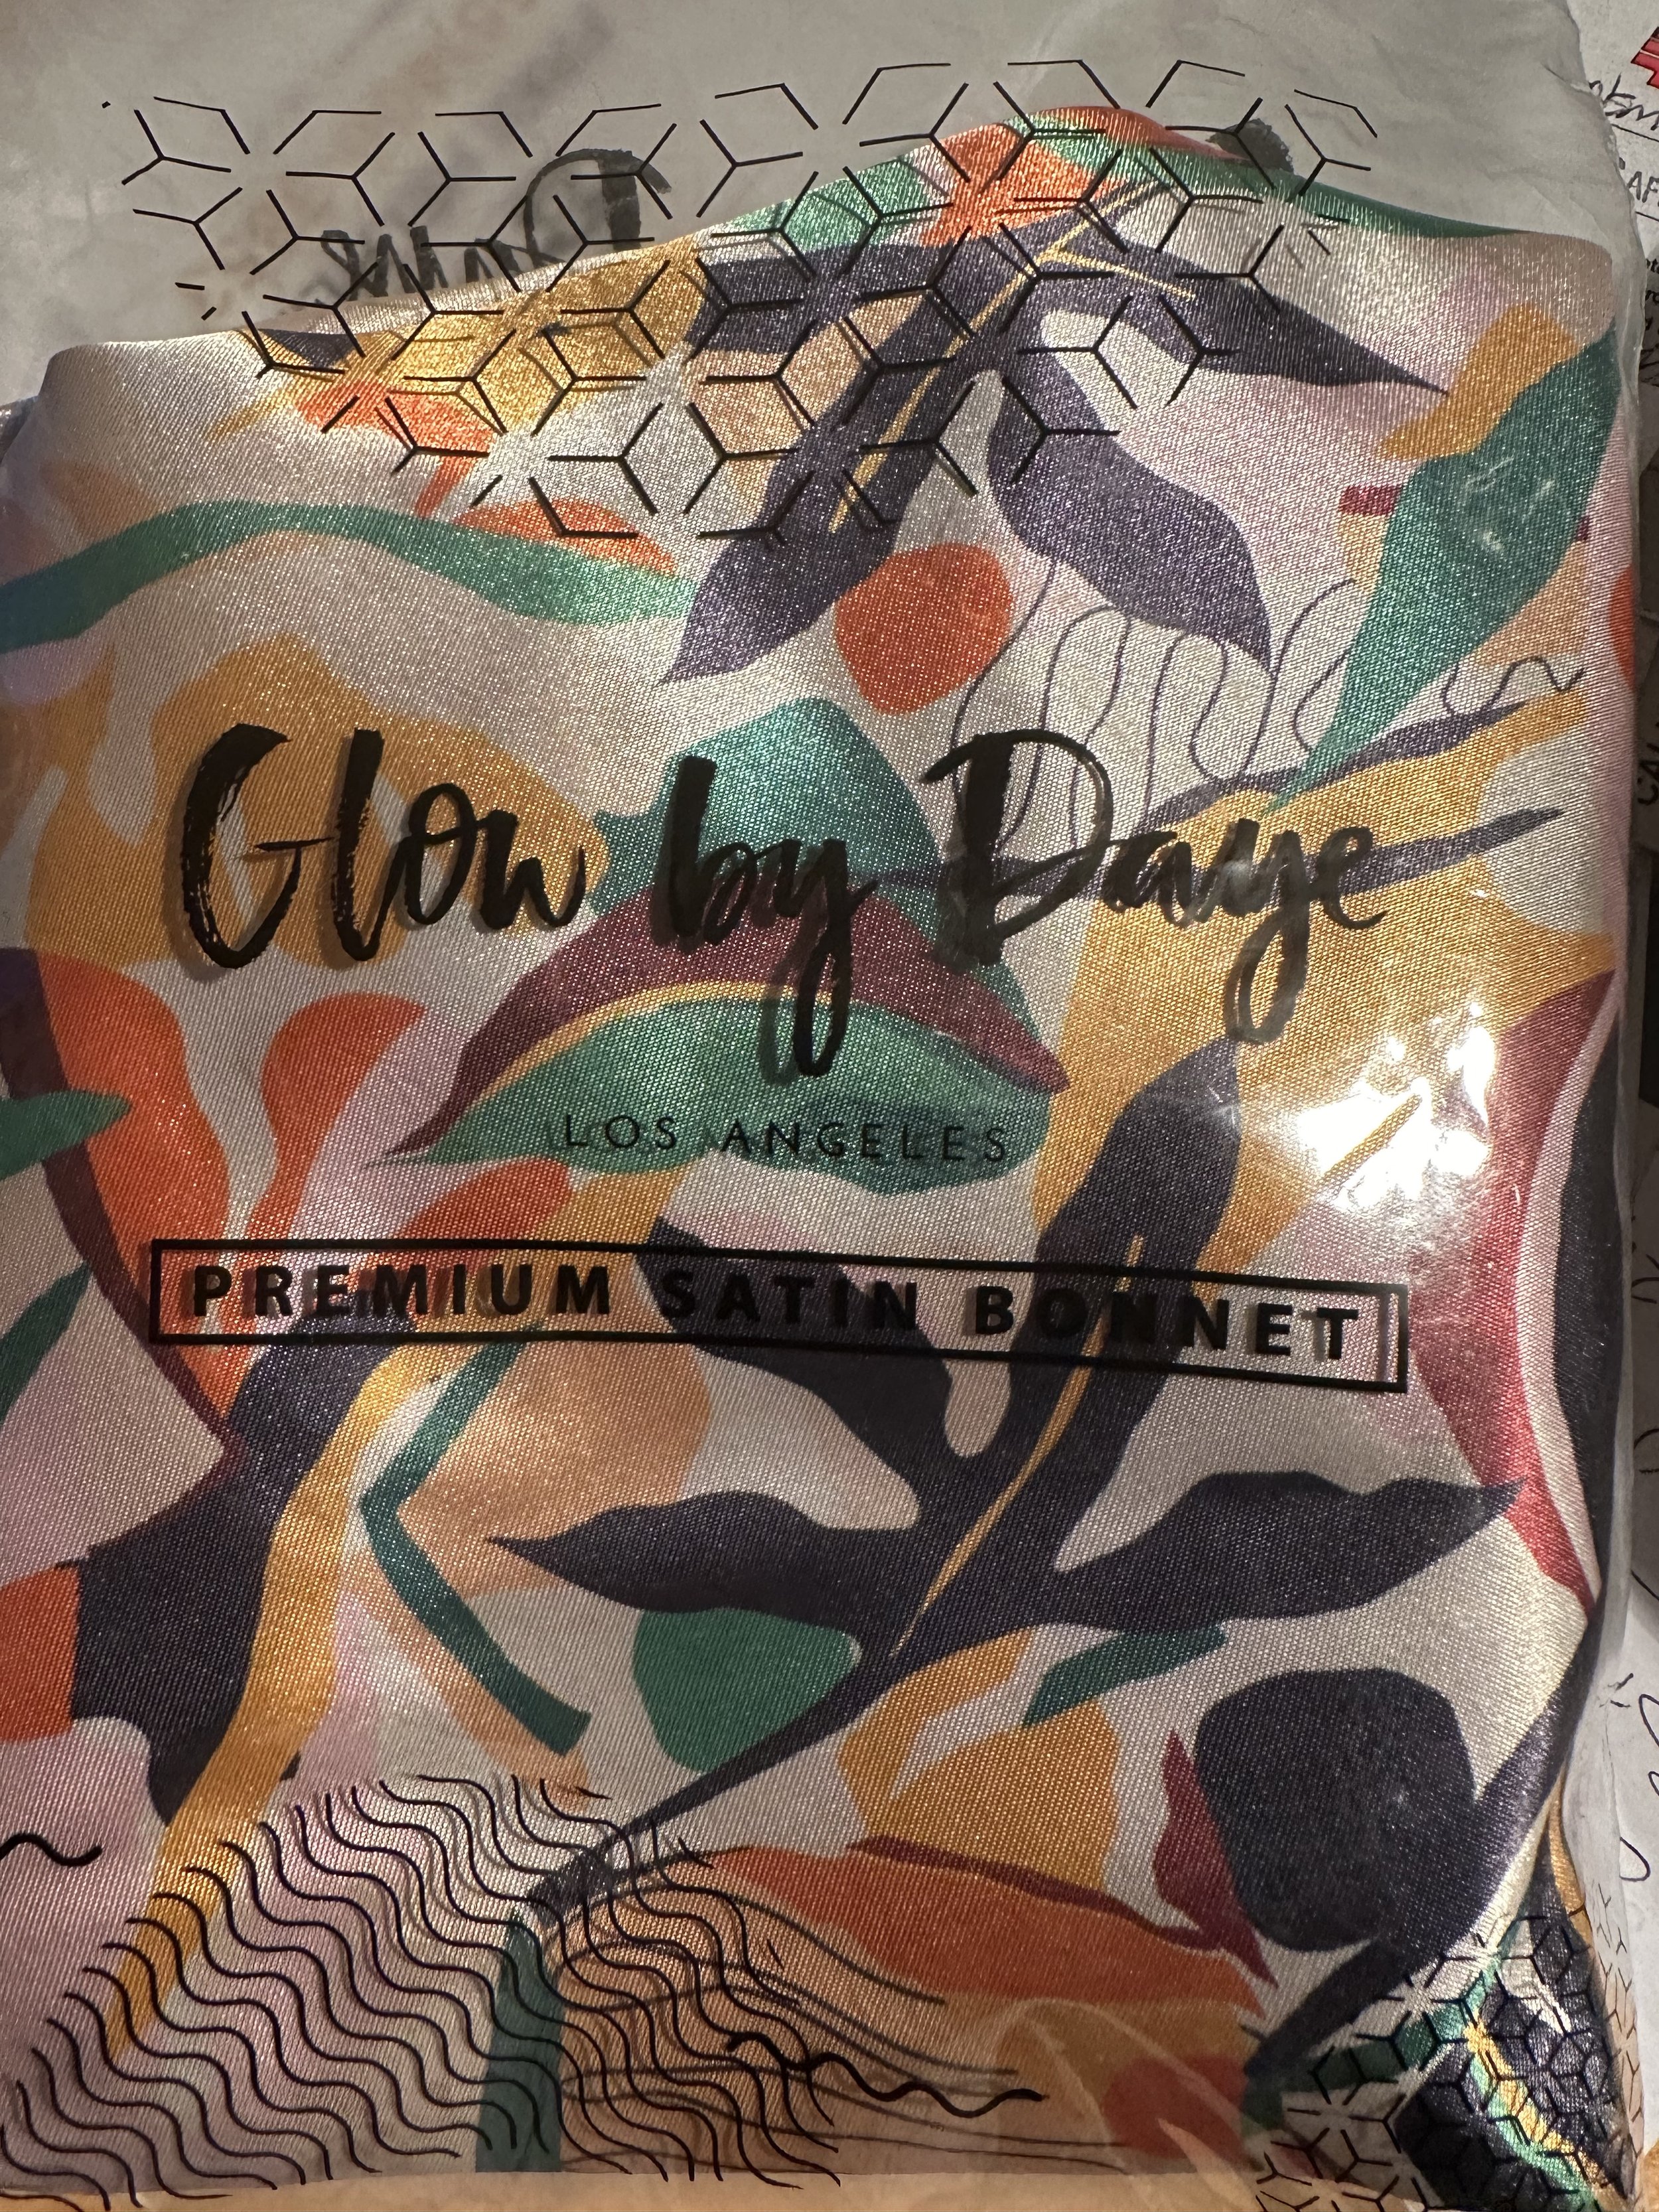 Glow by Daye
LOS ANGELES
PREMIUM SATIN BONNET